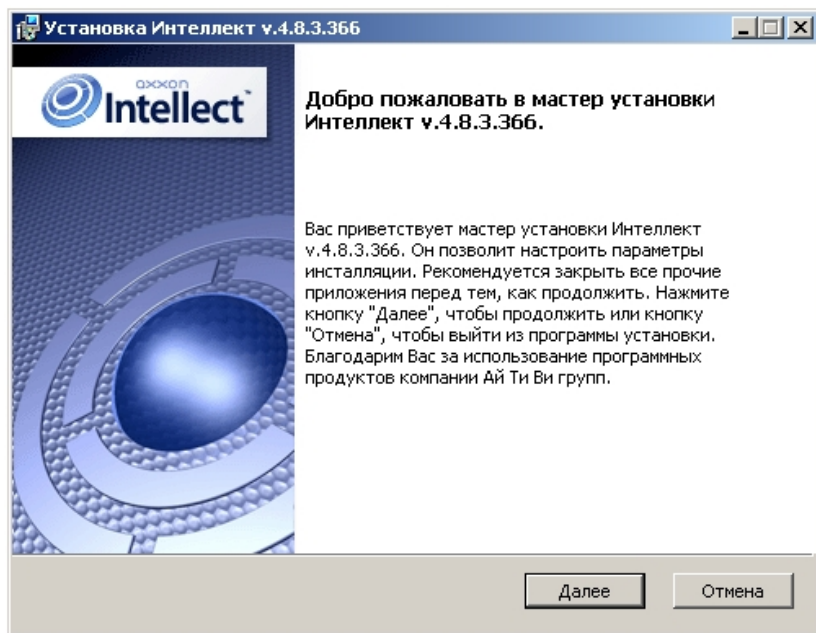 Установка Интеллект v.4.8.3.366
axxon
Intellect
Добро пожаловать в мастер установки
Интеллект v.4.8.3.366.
Вас приветствует мастер установки Интеллект
v.4.8.3.366. Он позволит настроить параметры
инсталляции. Рекомендуется закрыть все прочие
приложения перед тем, как продолжить. Нажмите
кнопку "Далее", чтобы продолжить или кнопку
"Отмена", чтобы выйти из программы установки.
Благодарим Вас за использование программных
продуктов компании Ай Ти Ви групп.
Далее
Отмена